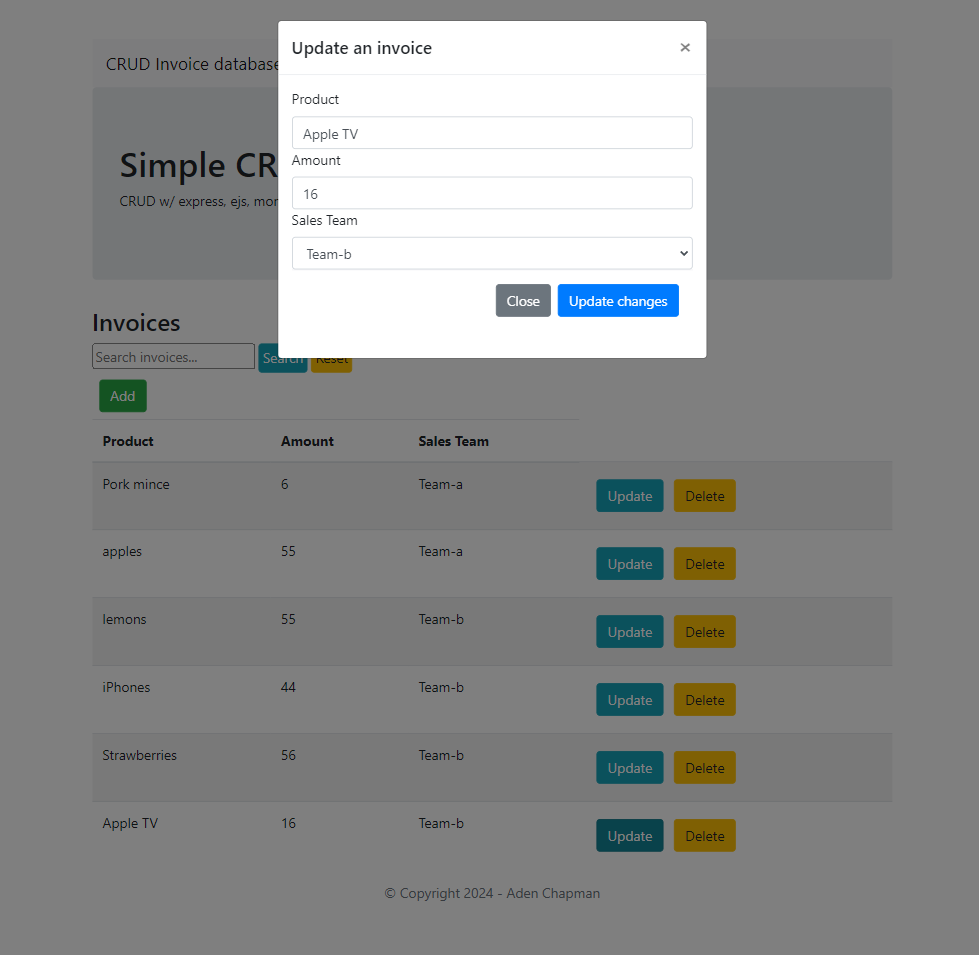 Update an invoice ×
CRUD Invoice database
Product
Apple TV
Simple CR
Amount
CRUD w/ express, ejs, mon
16
Sales Team
Team-b
Close Update changes
Invoices
Search invoices... Search Reset
Add
Product Amount Sales Team
Pork mince 6 Team-a Update Delete
apples 55 Team-a Update Delete
lemons 55 Team-b Update Delete
iPhones 44 Team-b Update Delete
Strawberries 56 Team-b Update Delete
Apple TV 16 Team-b Update Delete
© Copyright 2024 - Aden Chapman